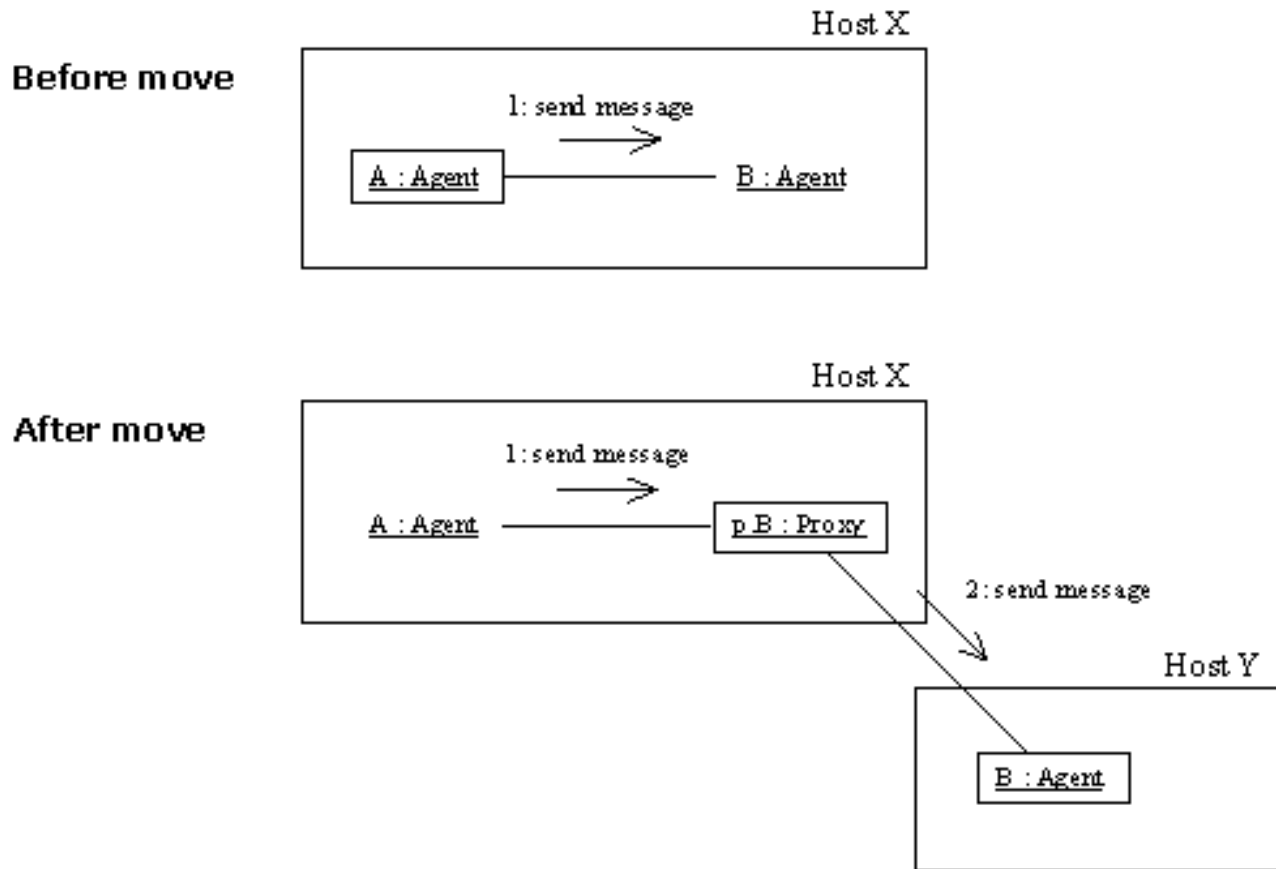 Host X
Before move
1: send message
A : Agent
B : Agent
Host X
After move
1: send message
A : Agent
p.B : Proxy
2: send message
Host Y
B : Agent